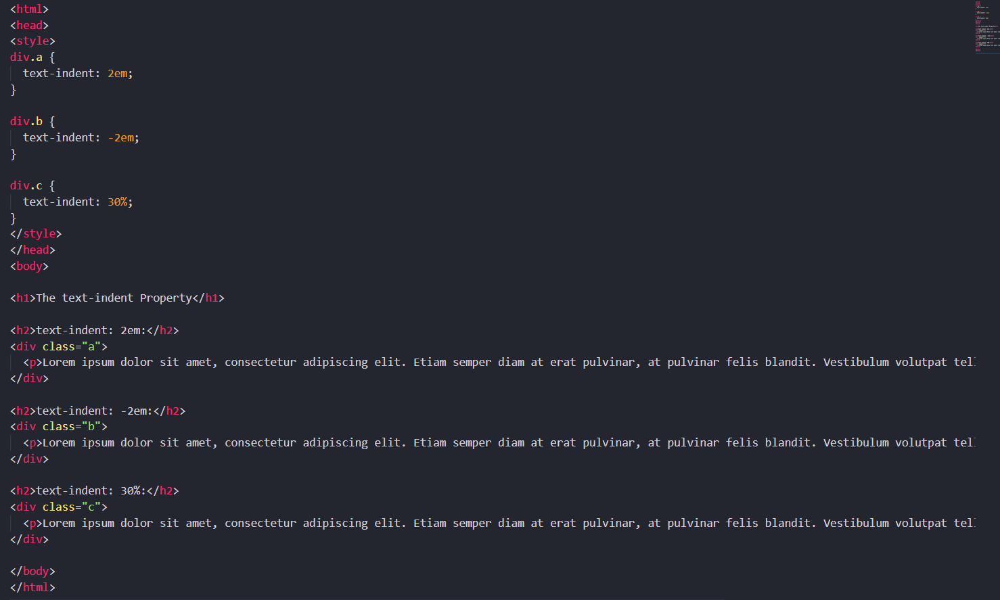 <html>
<head>
<style>
div.a {
  text-indent: 2em;
}

div.b {
  text-indent: -2em;
}

div.c {
  text-indent: 30%;
}
</style>
</head>
<body>

<h1>The text-indent Property</h1>

<h2>text-indent: 2em:</h2>
<div class="a">
  <p>Lorem ipsum dolor sit amet, consectetur adipiscing elit. Etiam semper diam at erat pulvinar, at pulvinar felis blandit. Vestibulum volutpat tel
</div>

<h2>text-indent: -2em:</h2>
<div class="b">
  <p>Lorem ipsum dolor sit amet, consectetur adipiscing elit. Etiam semper diam at erat pulvinar, at pulvinar felis blandit. Vestibulum volutpat tel
</div>

<h2>text-indent: 30%:</h2>
<div class="c">
  <p>Lorem ipsum dolor sit amet, consectetur adipiscing elit. Etiam semper diam at erat pulvinar, at pulvinar felis blandit. Vestibulum volutpat tel
</div>

</body>
</html>